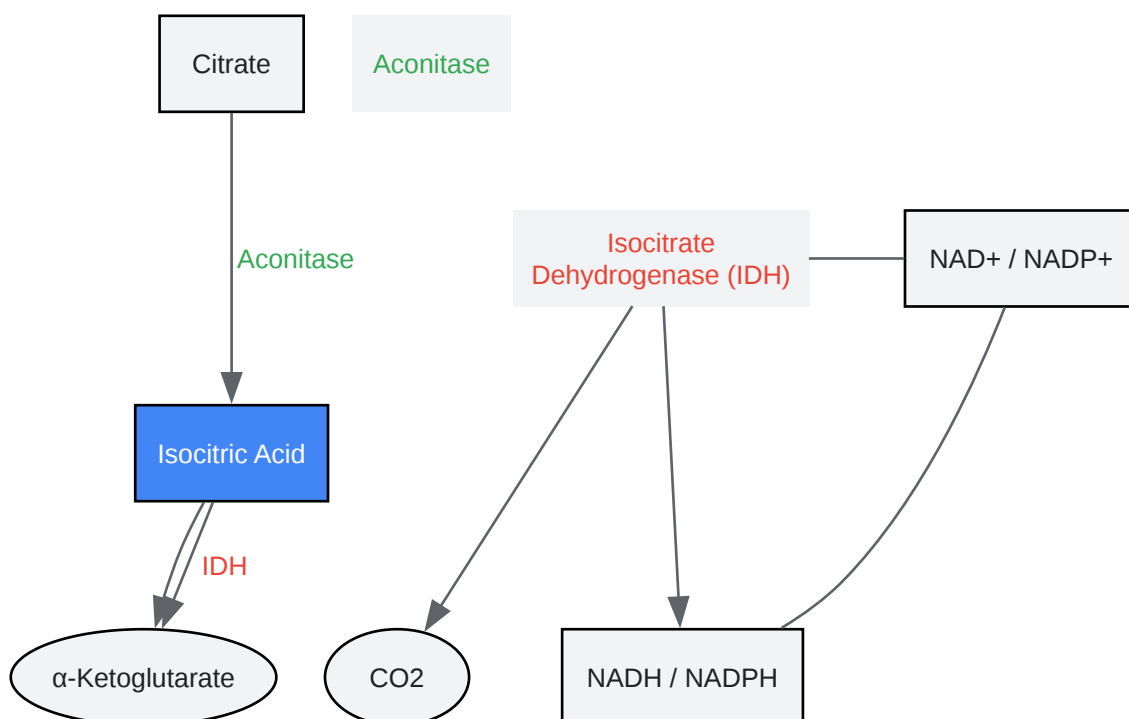 Citrate
Aconitase
Aconitase
Isocitrate
Dehydrogenase (IDH)
NAD+ / NADP+
Isocitric Acid
IDH
α-Ketoglutarate
CO2
NADH / NADPH